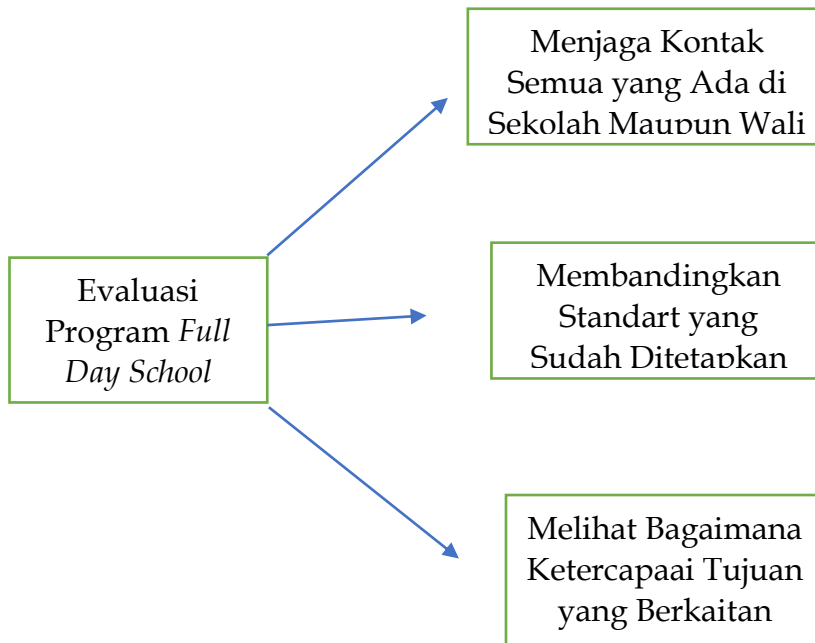 Menjaga Kontak
Semua yang Ada di
Sekolah Maupun Wali
Evaluasi
Program Full
Day School
Membandingkan
Standart yang
Sudah Ditetapkan
Melihat Bagaimana
Ketercapaai Tujuan
yang Berkaitan